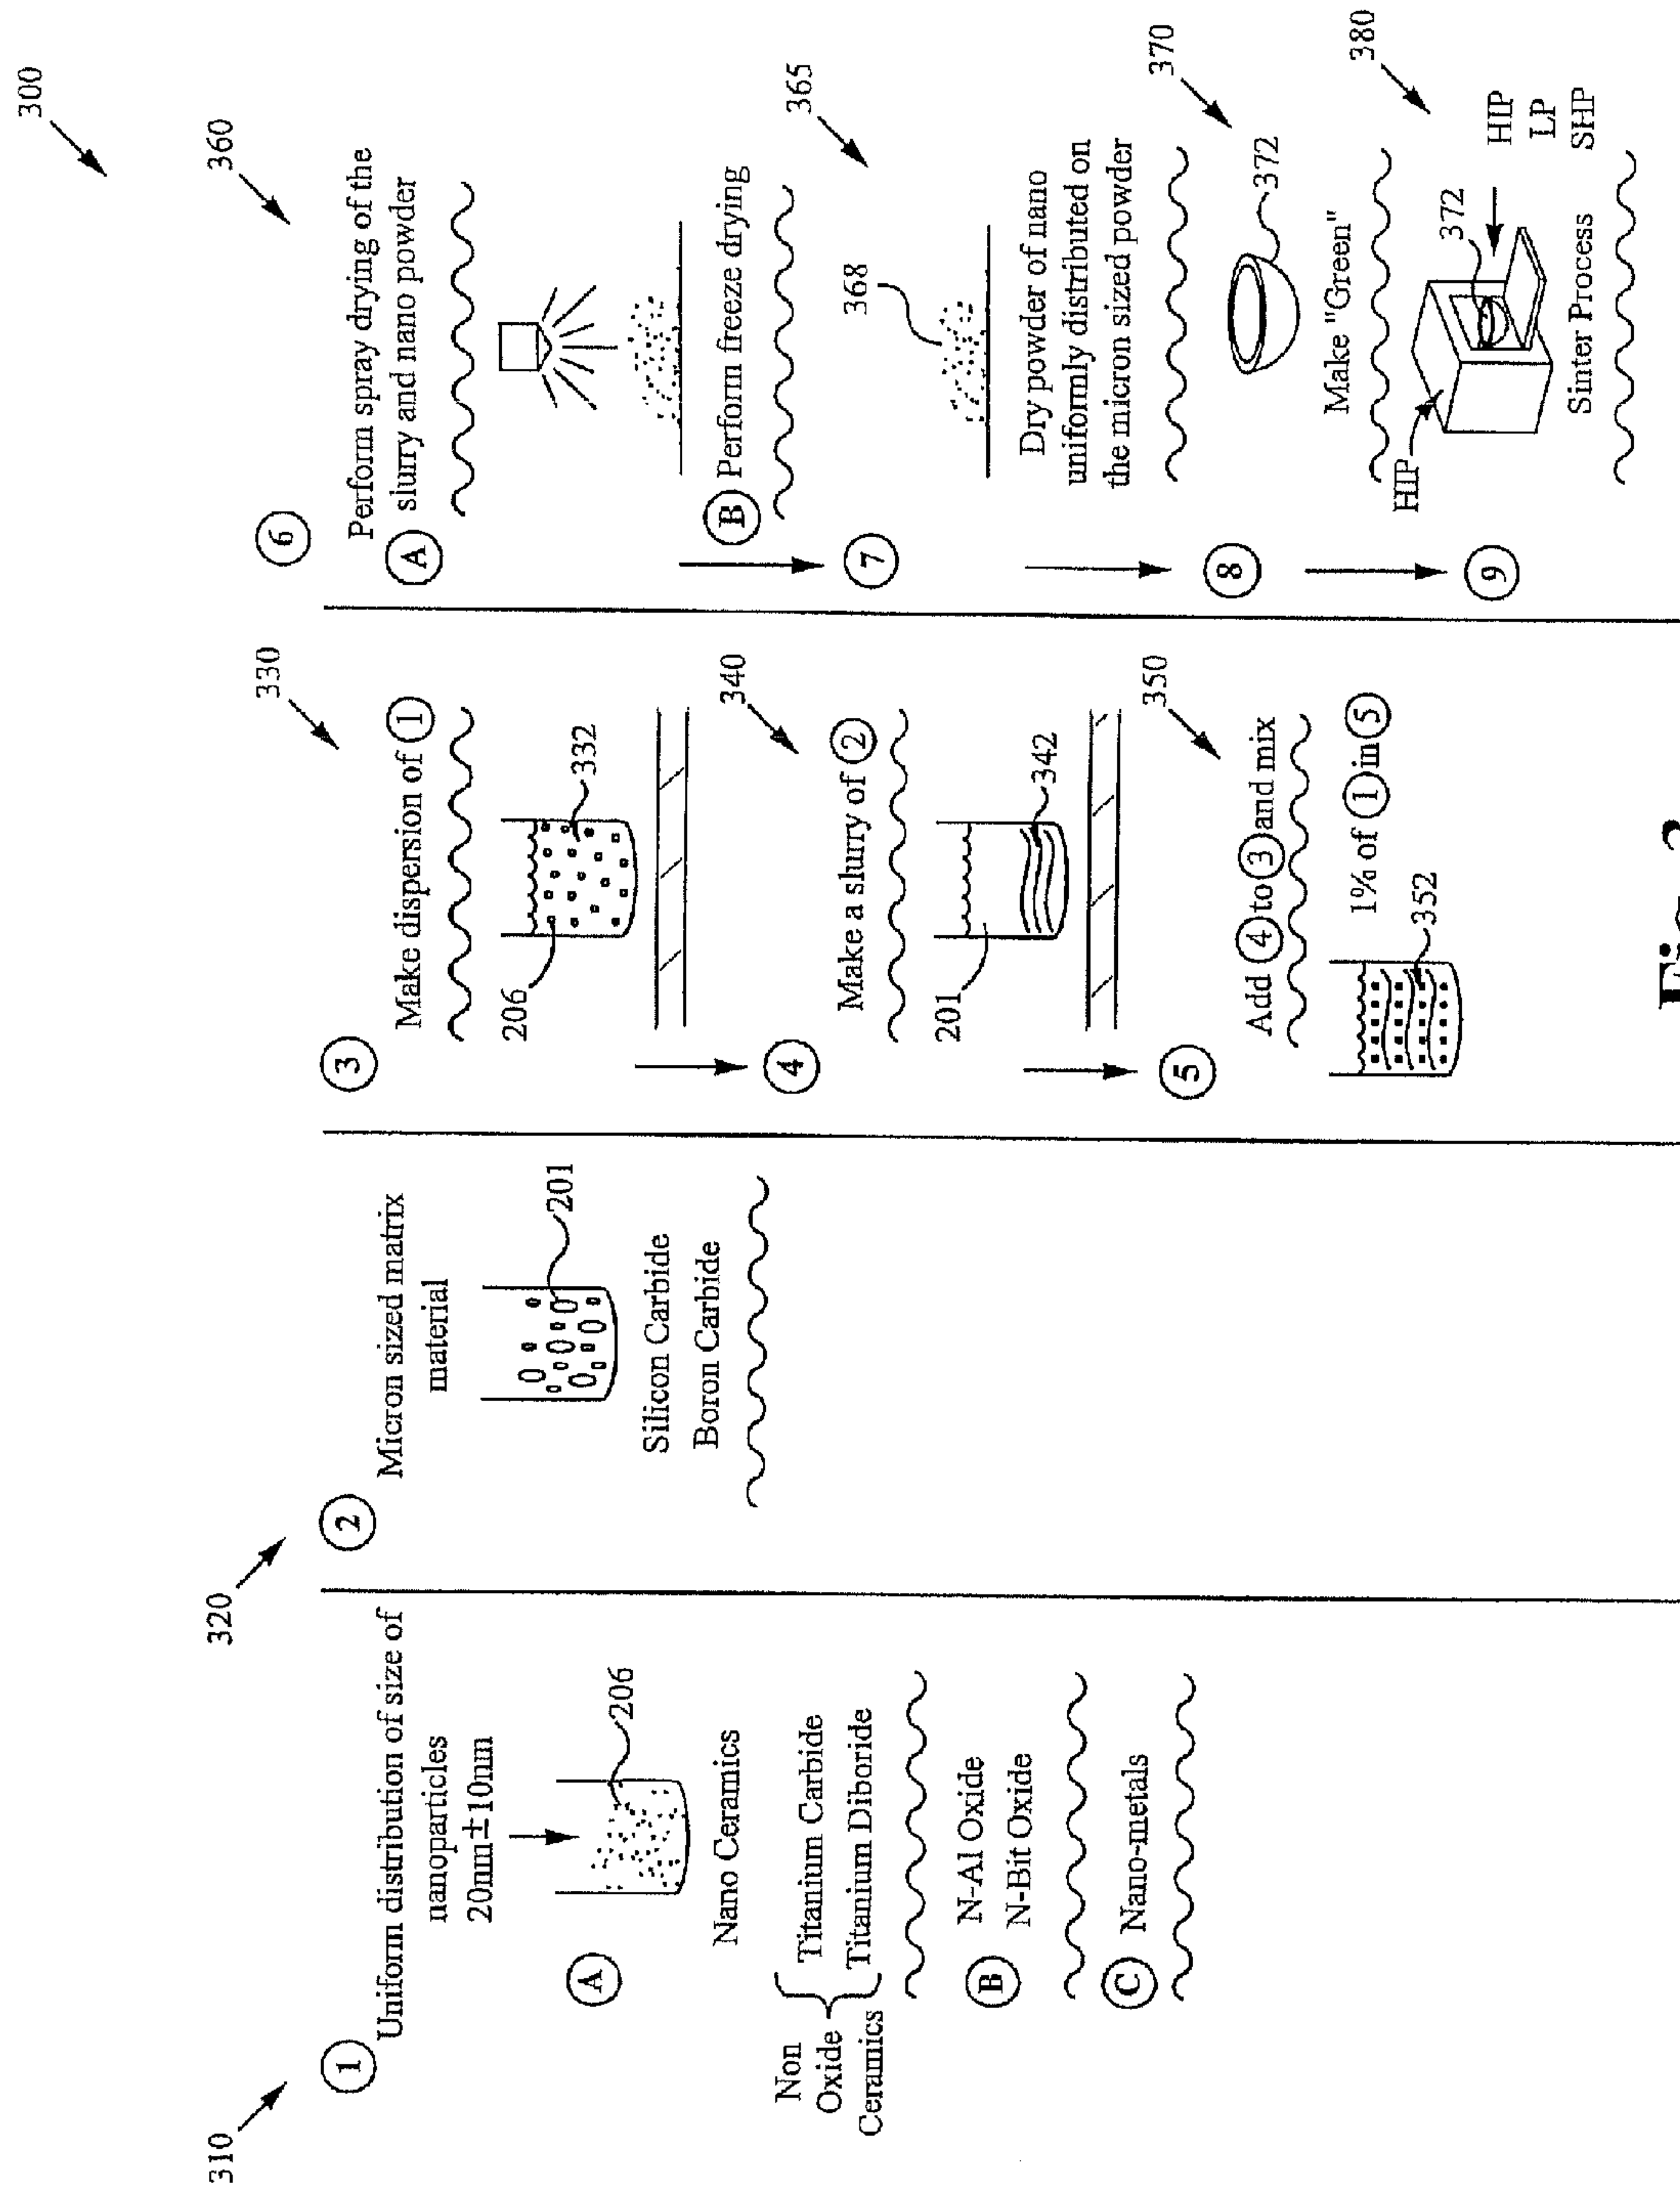 300
310
①
Uniform distribution of size of
nanoparticles
20nm±10nm
206
Ⓐ
Nano Ceramics
Non
Oxide
Ceramics
Titanium Carbide
Titanium Diboride
Ⓑ
N-Al Oxide
N-Bit Oxide
Ⓒ Nano-metals
320
②
Micron sized matrix
material
201
Silicon Carbide
Boron Carbide
330
③
Make dispersion of ①
206
332
340
④
Make a slurry of ②
201
342
350
⑤
Add ④ to ③ and mix
1% of ① in ⑤
352
360
⑥
Perform spray drying of the
Ⓐ slurry and nano powder
Ⓑ Perform freeze drying
365
⑦
368
Dry powder of nano
uniformly distributed on
the micron sized powder
370
⑧
372
Make "Green"
380
⑨
HIP
372
HIP
LP
SHP
Sinter Process